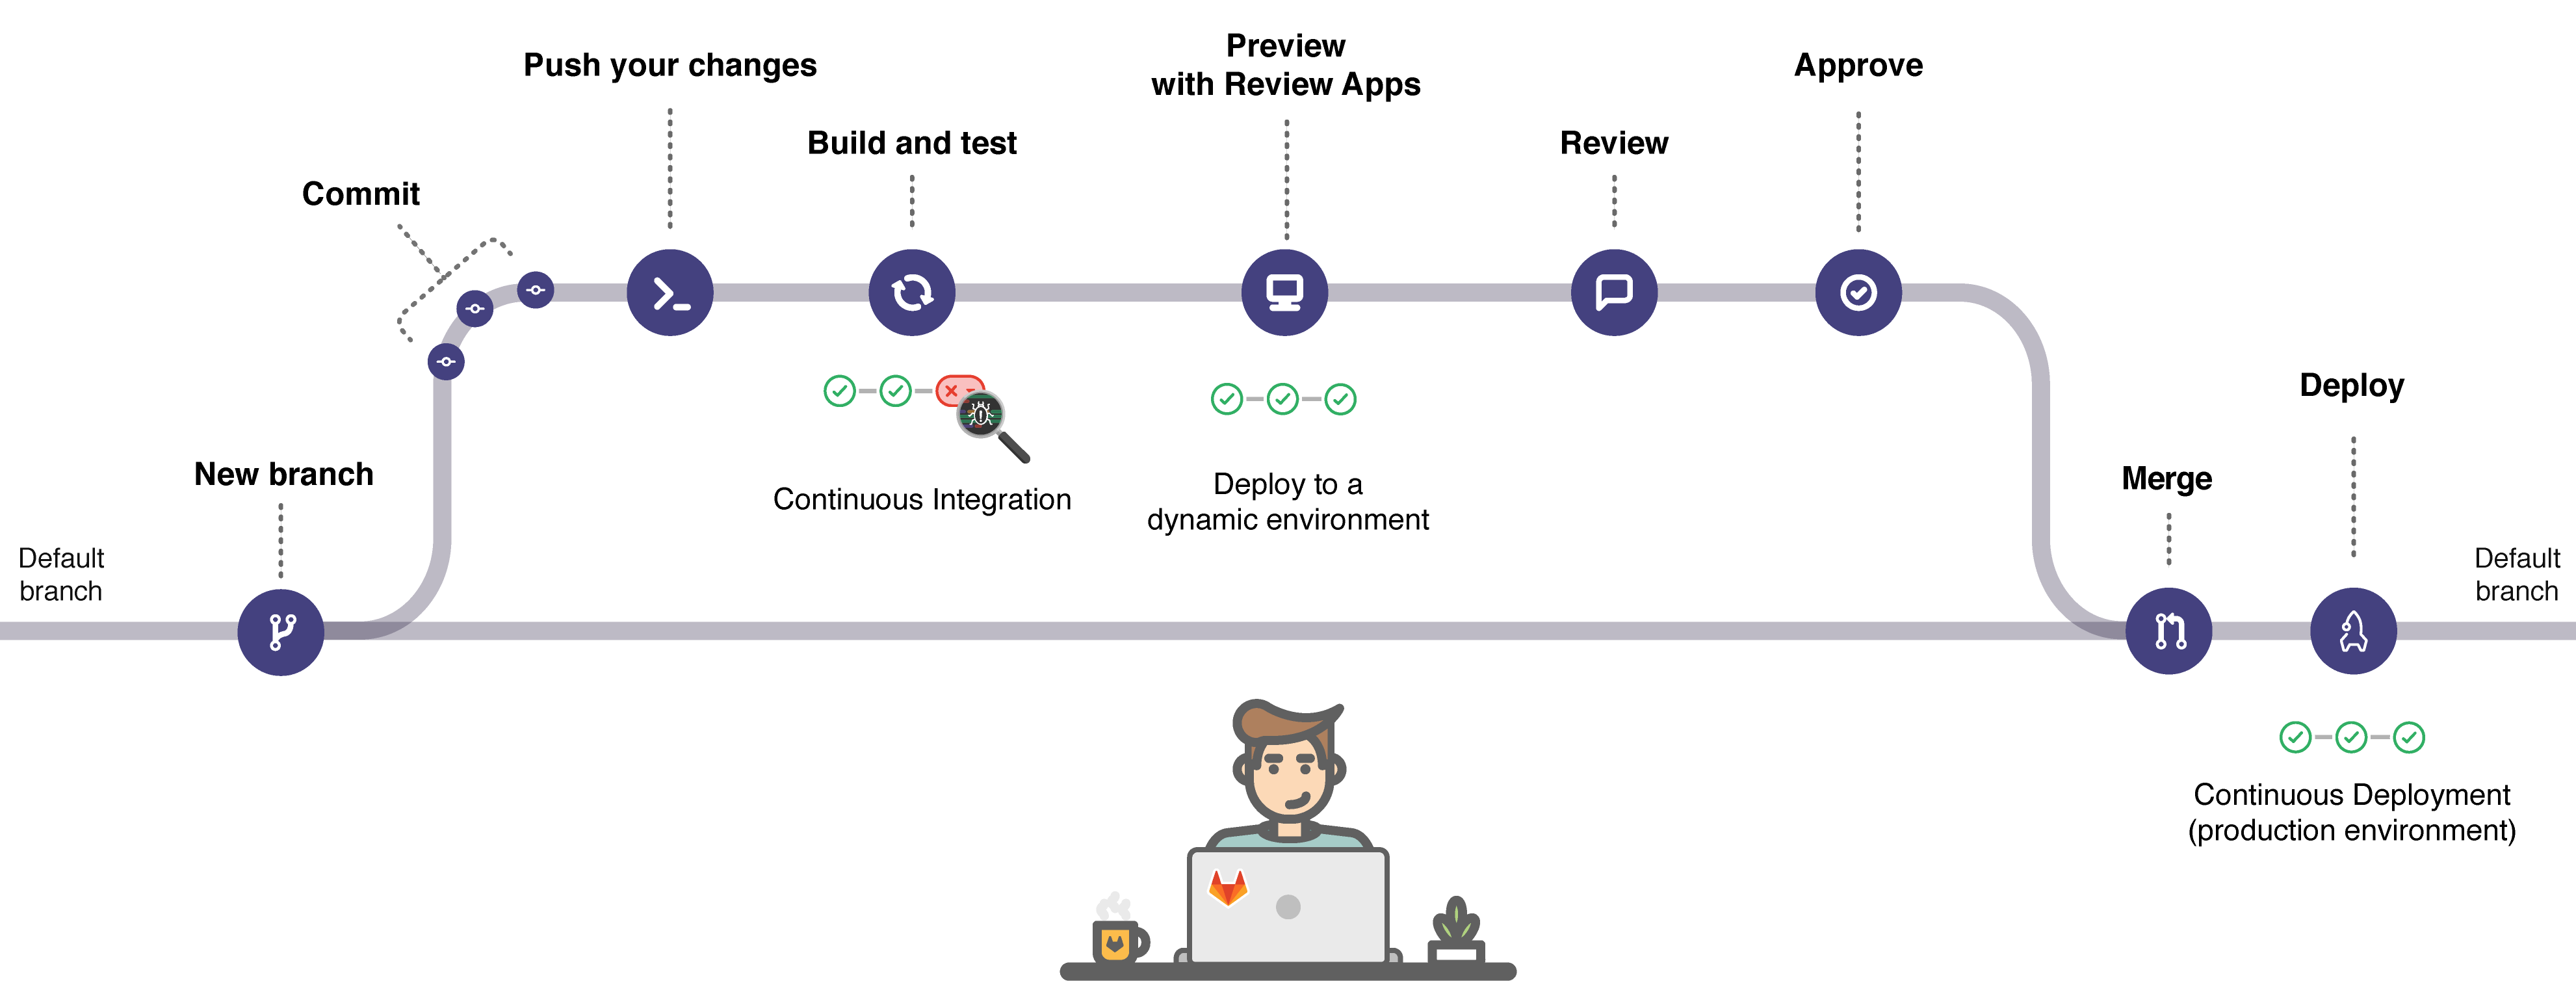 Push your changes
Preview
with Review Apps
Approve
Build and test
Review
Commit
Deploy
New branch
Continuous Integration
Deploy to a
dynamic environment
Merge
Default
branch
Default
branch
Continuous Deployment
(production environment)